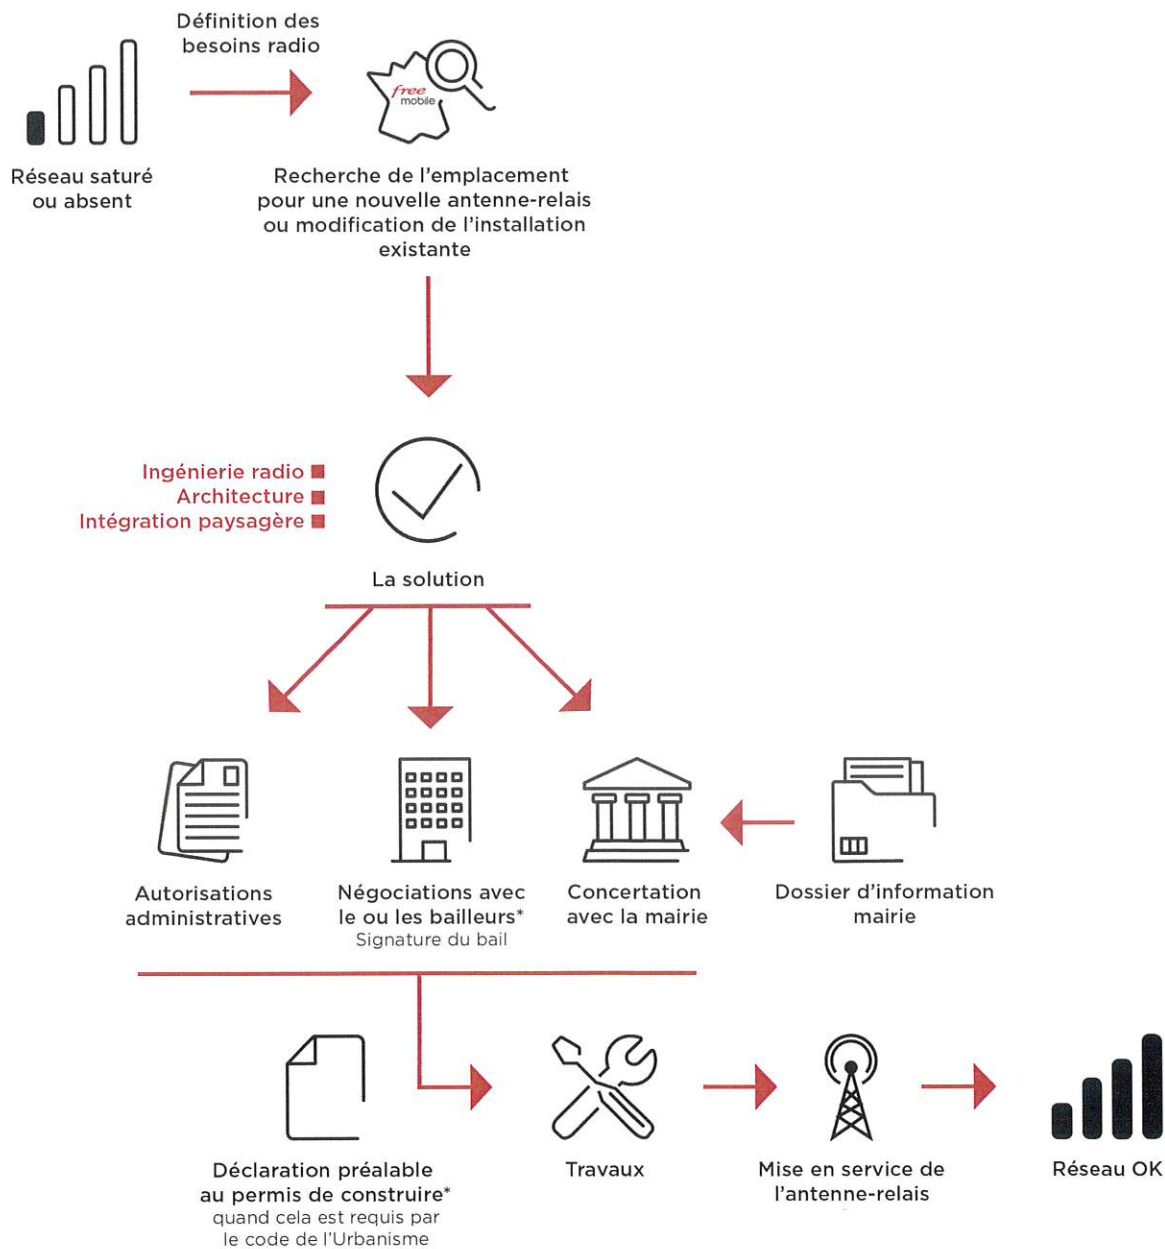 Définition des
besoins radio
free
mobile
Réseau saturé
ou absent
Recherche de l'emplacement
pour une nouvelle antenne-relais
ou modification de l'installation
existante
Ingénierie radio
Architecture
Intégration paysagère
La solution
Autorisations
administratives
Négociations avec
le ou les bailleurs*
Signature du bail
Concertation
avec la mairie
Dossier d'information
mairie
Déclaration préalable
au permis de construire*
quand cela est requis par
le code de l'Urbanisme
Travaux
Mise en service de
l'antenne-relais
Réseau OK